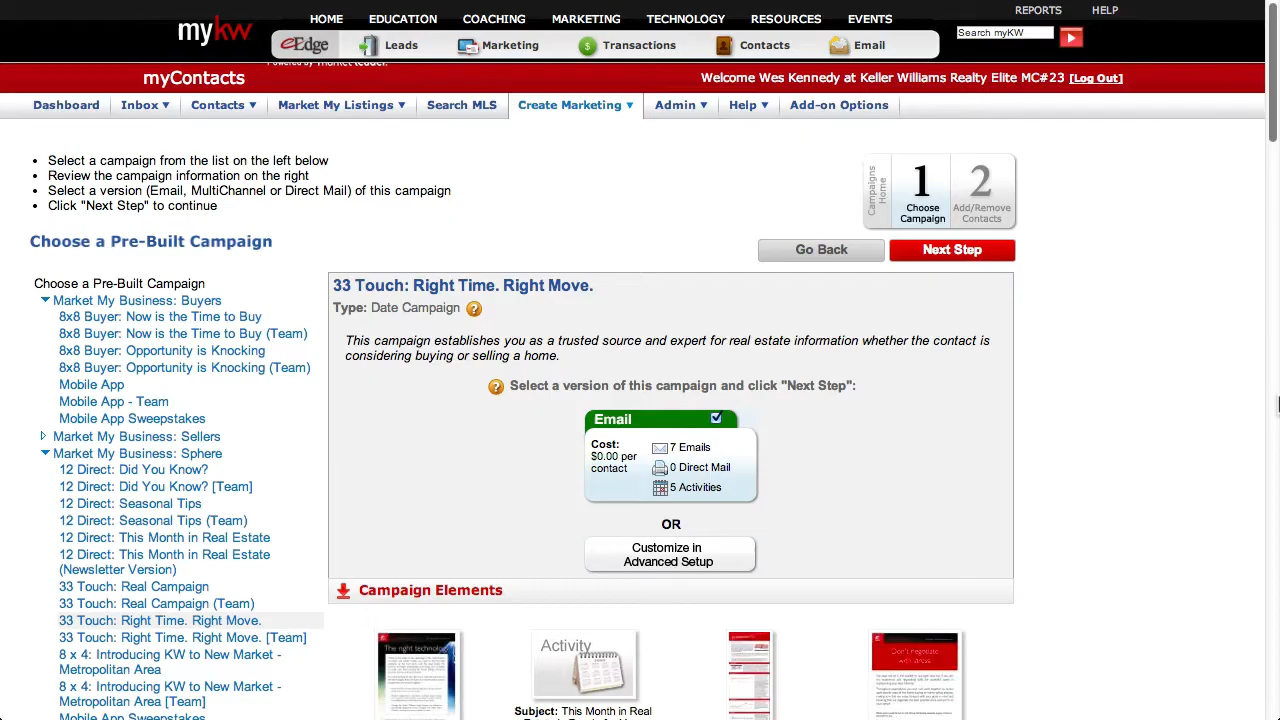 REPORTS HELP
HOME EDUCATION COACHING MARKETING TECHNOLOGY RESOURCES EVENTS
mykw
eEdge Leads Marketing Transactions Contacts Email
Search myKW
Powered by market leader.
myContacts
Welcome Wes Kennedy at Keller Williams Realty Elite MC#23 [Log Out]
Dashboard Inbox Contacts Market My Listings Search MLS Create Marketing Admin Help Add-on Options
Select a campaign from the list on the left below
Review the campaign information on the right
Select a version (Email, MultiChannel or Direct Mail) of this campaign
Click "Next Step" to continue
Campaigns Home
1
Choose
Campaign
2
Add/Remove
Contacts
Choose a Pre-Built Campaign
Go Back Next Step
Choose a Pre-Built Campaign
Market My Business: Buyers
8x8 Buyer: Now is the Time to Buy
8x8 Buyer: Now is the Time to Buy (Team)
8x8 Buyer: Opportunity is Knocking
8x8 Buyer: Opportunity is Knocking (Team)
Mobile App
Mobile App - Team
Mobile App Sweepstakes
Market My Business: Sellers
Market My Business: Sphere
12 Direct: Did You Know?
12 Direct: Did You Know? [Team]
12 Direct: Seasonal Tips
12 Direct: Seasonal Tips (Team)
12 Direct: This Month in Real Estate
12 Direct: This Month in Real Estate
(Newsletter Version)
33 Touch: Real Campaign
33 Touch: Real Campaign (Team)
33 Touch: Right Time. Right Move.
33 Touch: Right Time. Right Move. [Team]
8 x 4: Introducing KW to New Market -
Metropolitan Area
8 x 4: Introducing KW to New Market -
Metropolitan Area [Team]
Mobile App Sweepstakes
33 Touch: Right Time. Right Move.
Type: Date Campaign
This campaign establishes you as a trusted source and expert for real estate information whether the contact is
considering buying or selling a home.
Select a version of this campaign and click "Next Step":
Email
Cost:
$0.00 per
contact
7 Emails
0 Direct Mail
5 Activities
OR
Customize in
Advanced Setup
Campaign Elements
The right technology
Activity
Subject: This Month in Real
Don't negotiate
with stress